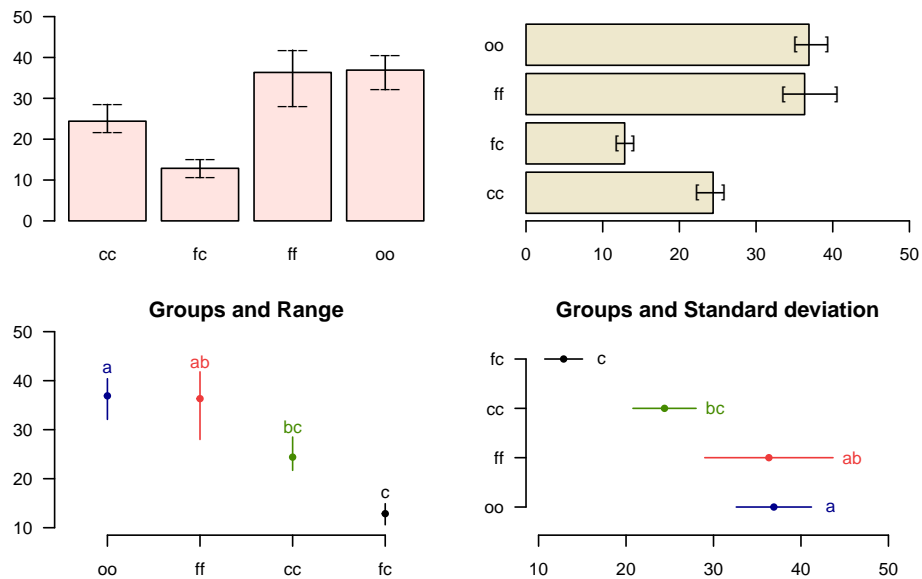 50
40
30
20
10
0
cc fc ff oo
oo
ff
fc
cc
0 10 20 30 40 50
Groups and Range
50
40
30
20
10
a
ab
bc
c
oo ff cc fc
Groups and Standard deviation
fc c
cc bc
ff ab
oo a
10 20 30 40 50